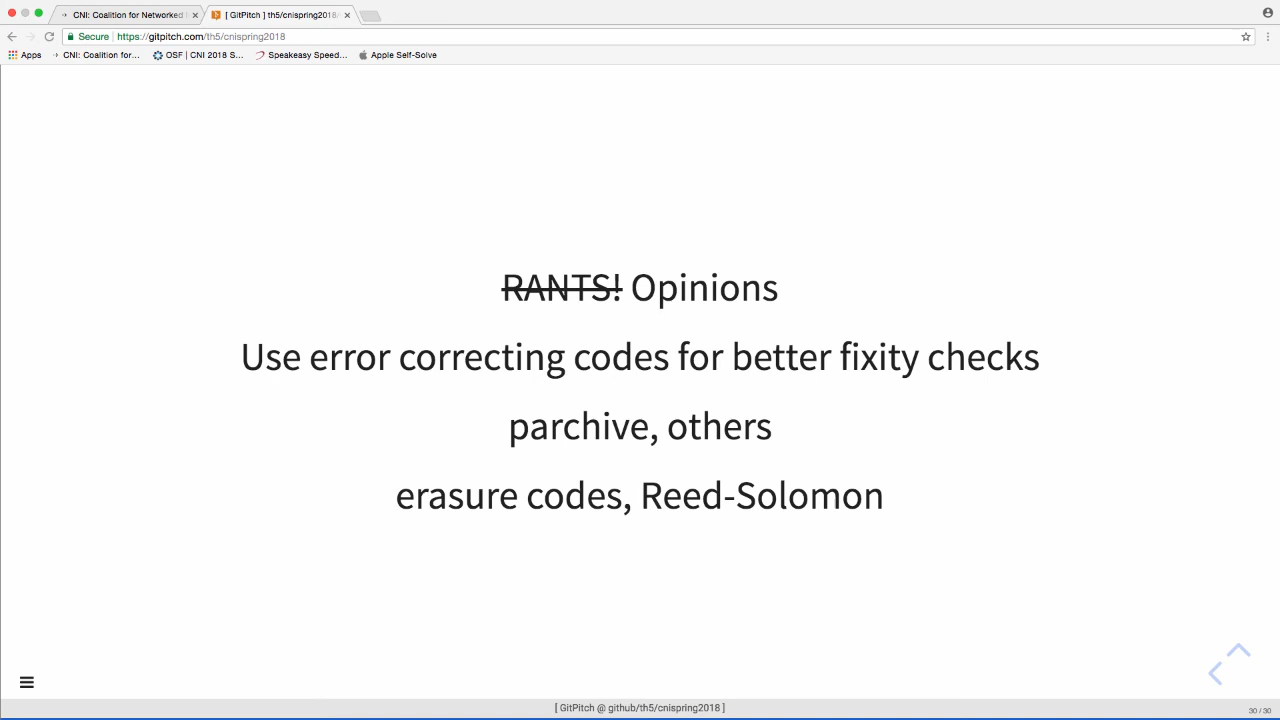 CNI: Coalition for Networked
[ GitPitch ] th5/cnispring2018
Secure https://gitpitch.com/th5/cnispring2018
Apps CNI: Coalition for... OSF | CNI 2018 S... Speakeasy Speed... Apple Self-Solve
RANTS! Opinions
Use error correcting codes for better fixity checks
parchive, others
erasure codes, Reed-Solomon
[ GitPitch @ github/th5/cnispring2018 ]
30 / 30